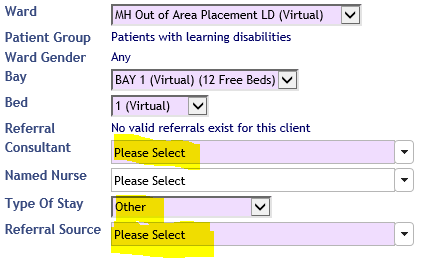 Ward MH Out of Area Placement LD (Virtual)
Patient Group Patients with learning disabilities
Ward Gender Any
Bay BAY 1 (Virtual) (12 Free Beds)
Bed 1 (Virtual)
Referral No valid referrals exist for this client
Consultant Please Select
Named Nurse Please Select
Type Of Stay Other
Referral Source Please Select